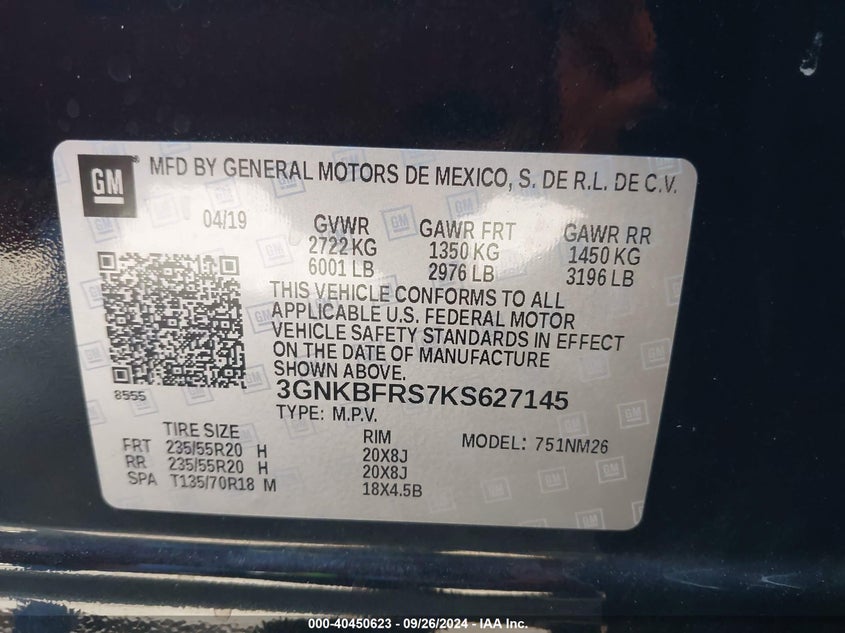 GM
MFD BY GENERAL MOTORS DE MEXICO, S. DE R.L. DE C.V.
04/19 GVWR GAWR FRT GAWR RR
2722 KG 1350 KG 1450 KG
6001 LB 2976 LB 3196 LB
THIS VEHICLE CONFORMS TO ALL
APPLICABLE U.S. FEDERAL MOTOR
VEHICLE SAFETY STANDARDS IN EFFECT
ON THE DATE OF MANUFACTURE
SHOWN ABOVE.
8555
3GNKBFRS7KS627145
TYPE: M.P.V.
TIRE SIZE RIM MODEL: 751NM26
FRT 235/55R20 H 20X8J
RR 235/55R20 H 20X8J
SPA T135/70R18 M 18X4.5B
000-40450623 - 09/26/2024 - IAA Inc.